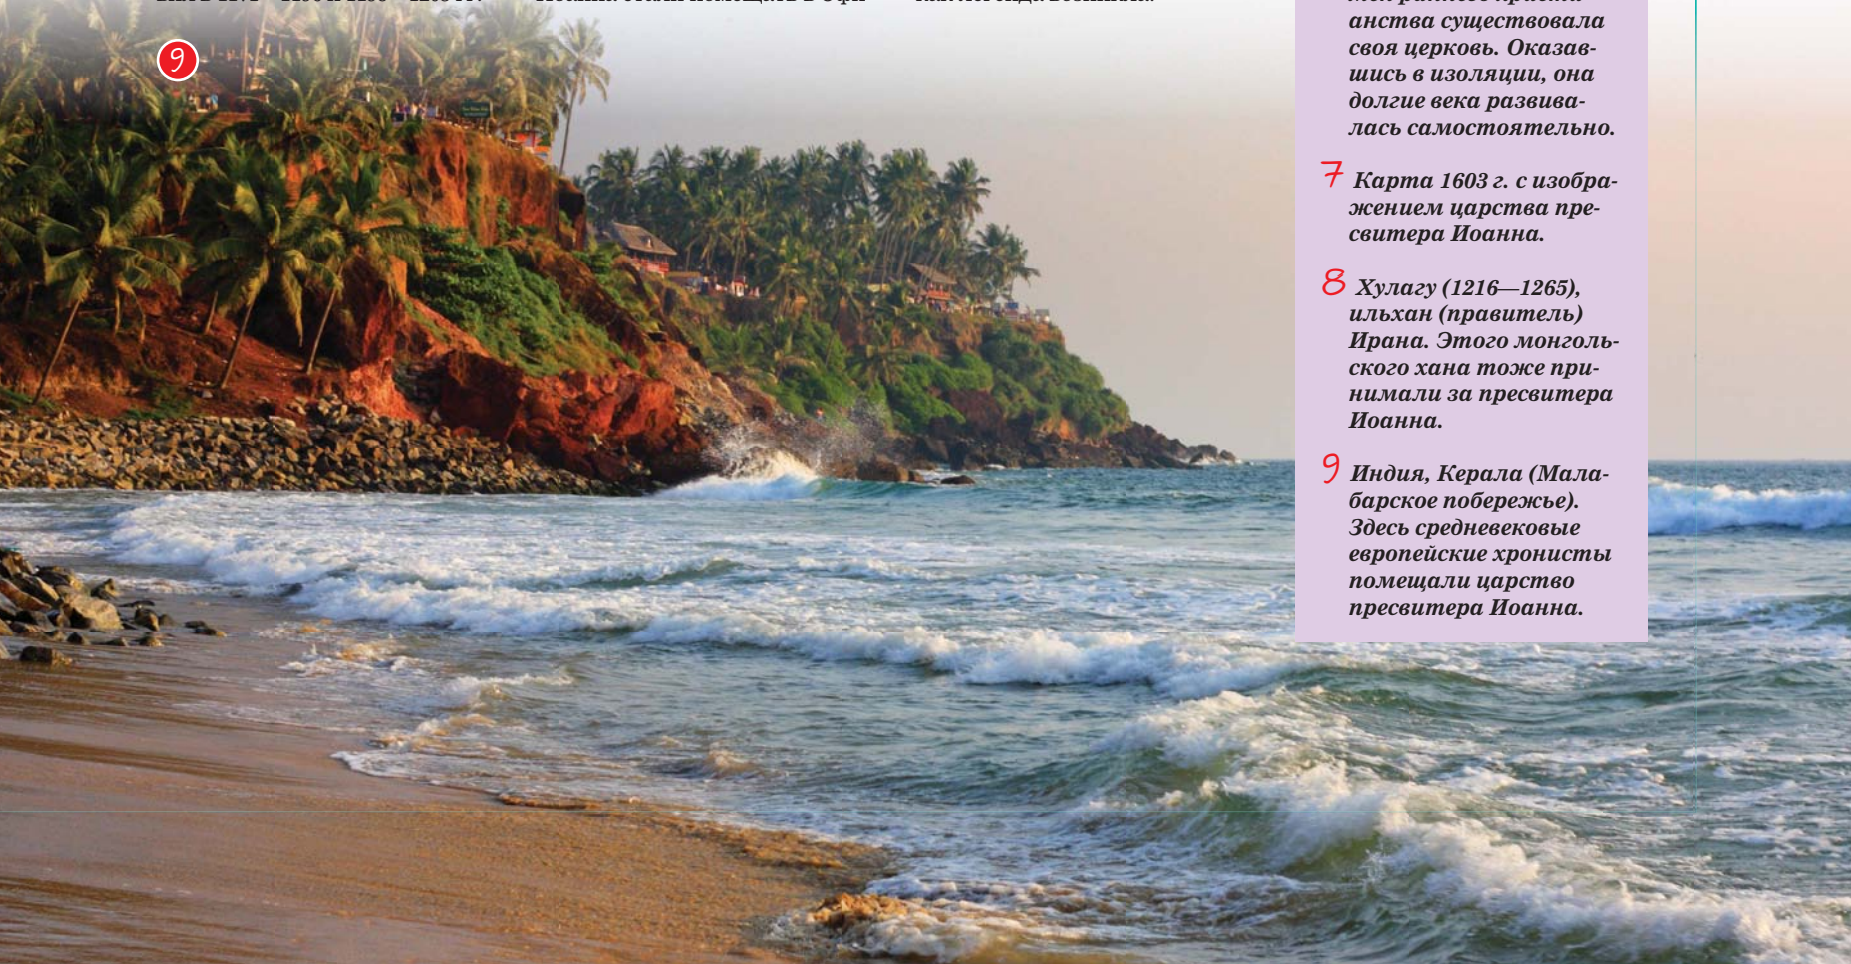 9
анства существовала
своя церковь. Оказав-
шись в изоляции, она
долгие века развива-
лась самостоятельно.
7 Карта 1603 г. с изобра-
жением царства пре-
свитера Иоанна.
8 Хулагу (1216—1265),
ильхан (правитель)
Ирана. Этого монголь-
ского хана тоже при-
нимали за пресвитера
Иоанна.
9 Индия, Керала (Мала-
барское побережье).
Здесь средневековые
европейские хронисты
помещали царство
пресвитера Иоанна.